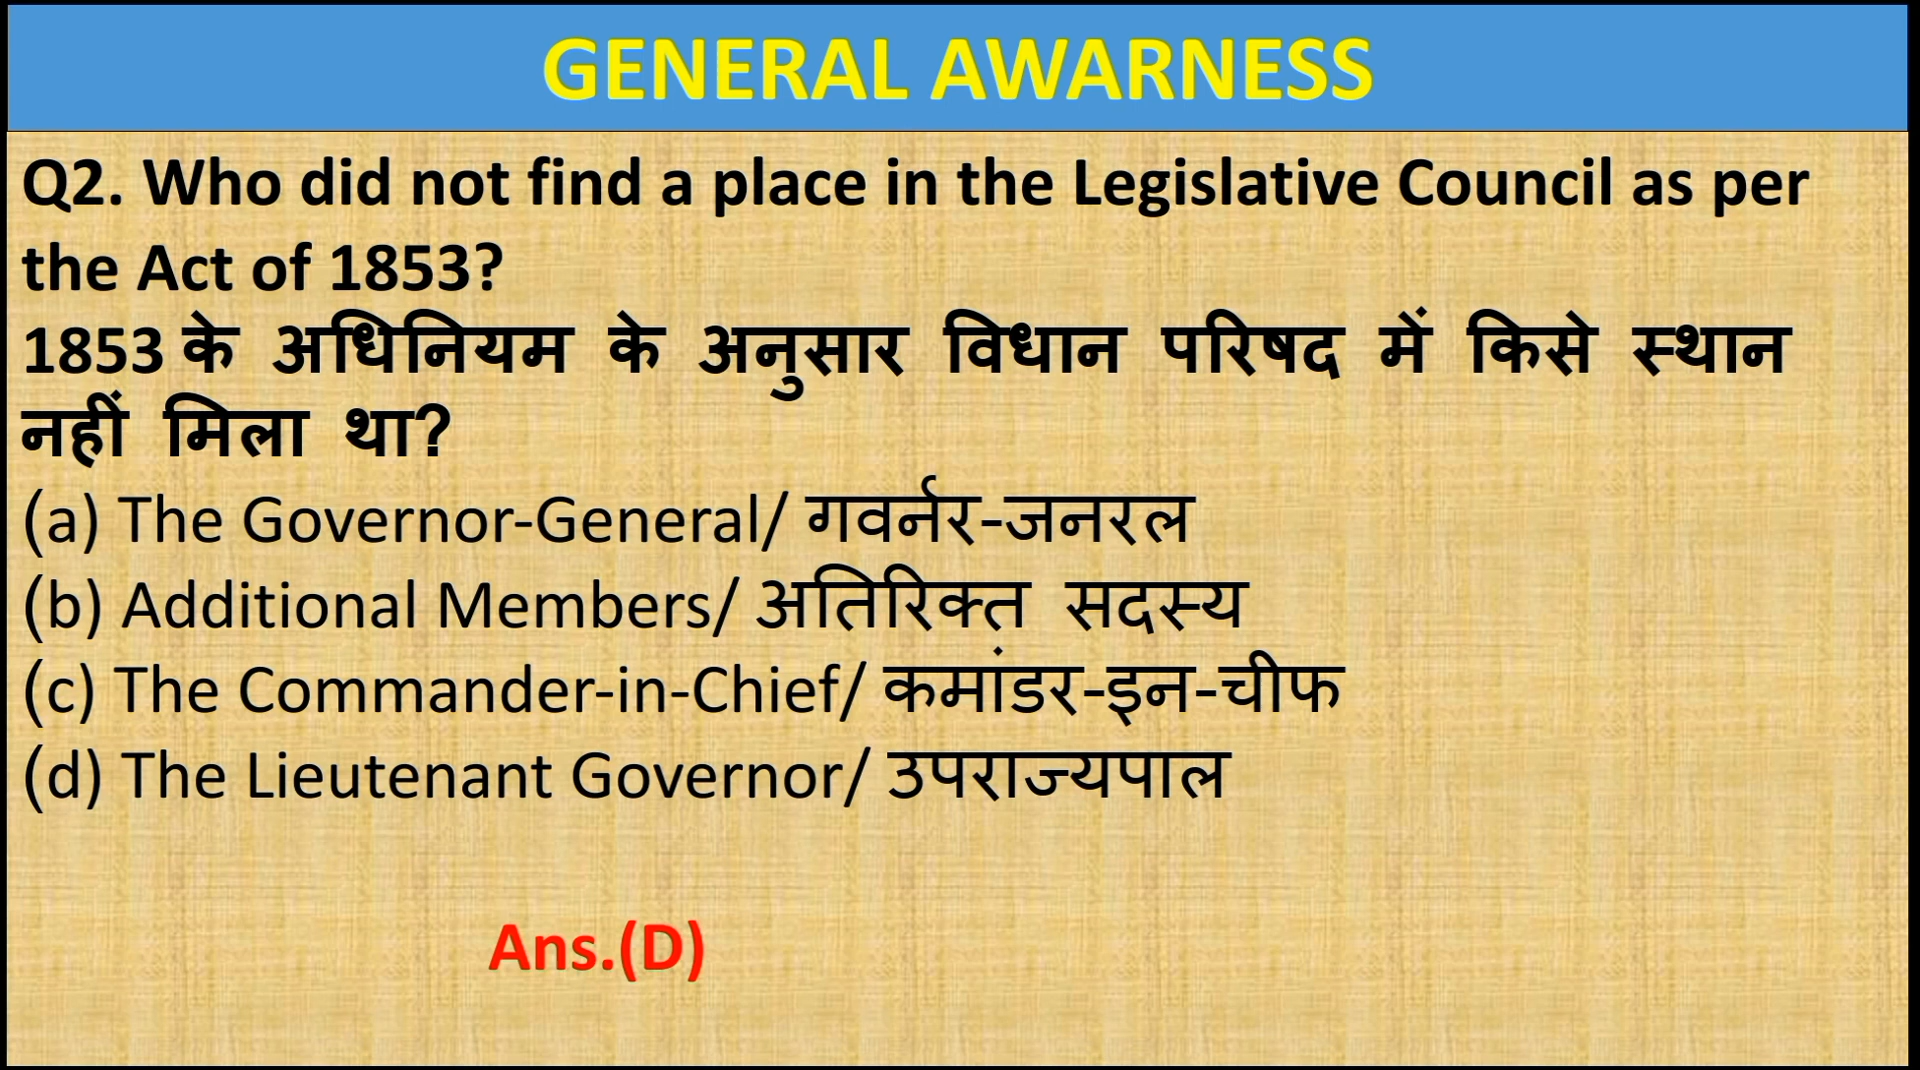 GENERAL AWARNESS
Q2. Who did not find a place in the Legislative Council as per
the Act of 1853?
1853 के अधिनियम के अनुसार विधान परिषद में किसे स्थान
नहीं मिला था?
(a) The Governor-General/ गवर्नर-जनरल
(b) Additional Members/ अतिरिक्त सदस्य
(c) The Commander-in-Chief/ कमांडर-इन-चीफ
(d) The Lieutenant Governor/ उपराज्यपाल
Ans.(D)